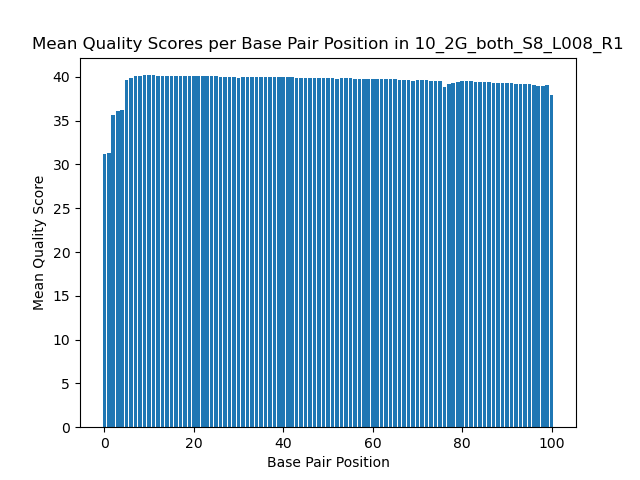 Mean Quality Scores per Base Pair Position in 10_2G_both_S8_L008_R1
40
35
30
25
20
15
10
5
0
Mean Quality Score
0 20 40 60 80 100
Base Pair Position